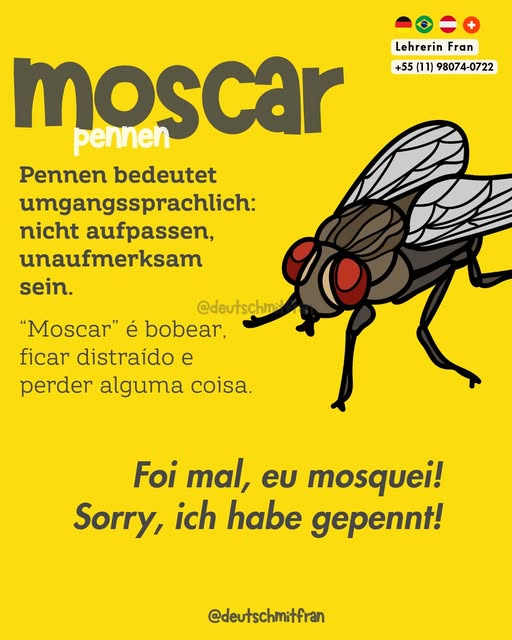 Lehrerin Fran
+55 (11) 98074-0722
moscar
pennen
Pennen bedeutet
umgangssprachlich:
nicht aufpassen,
unaufmerksam
sein.
@deutschmitfran
“Moscar” é bobear,
ficar distraído e
perder alguma coisa.
Foi mal, eu mosquei!
Sorry, ich habe gepennt!
@deutschmitfran